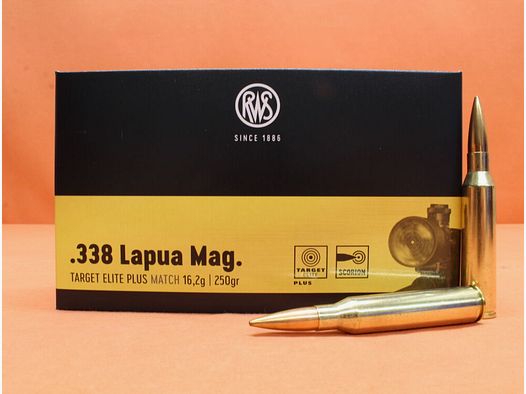 RWS
SINCE 1886
.338 Lapua Mag.
TARGET ELITE PLUS MATCH 16,2g | 250gr
TARGET
ELITE
PLUS
SCORION